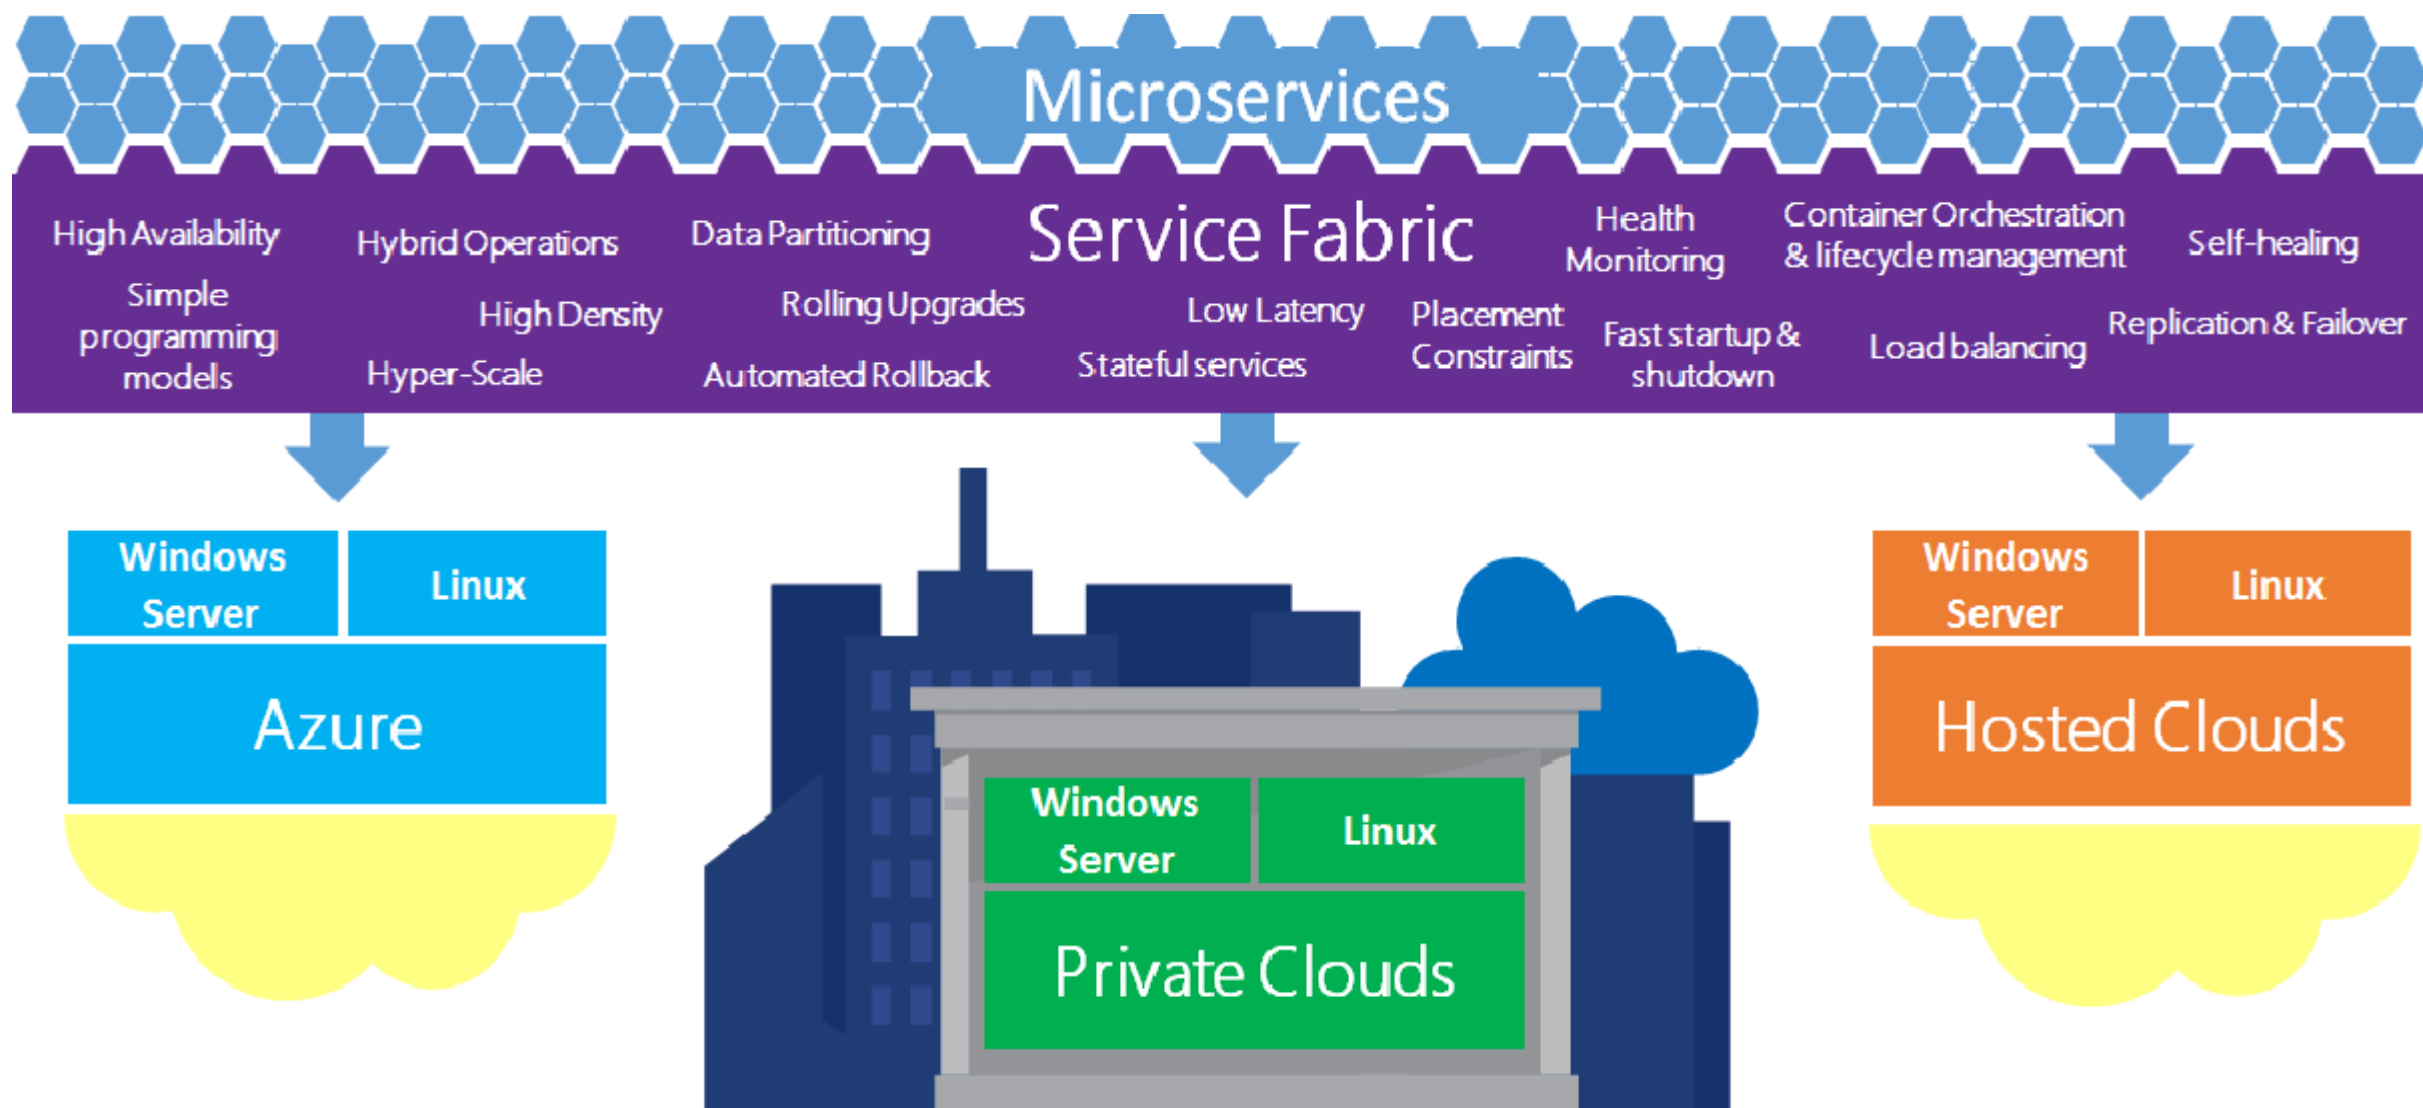 Microservices
Service Fabric
High Availability
Hybrid Operations
Data Partitioning
Health
Monitoring
Container Orchestration
& lifecycle management
Self-healing
Simple
programming
models
High Density
Hyper-Scale
Rolling Upgrades
Automated Rollback
Low Latency
Stateful services
Placement
Constraints
Fast startup &
shutdown
Load balancing
Replication & Failover
Windows
Server
Linux
Azure
Windows
Server
Linux
Private Clouds
Windows
Server
Linux
Hosted Clouds